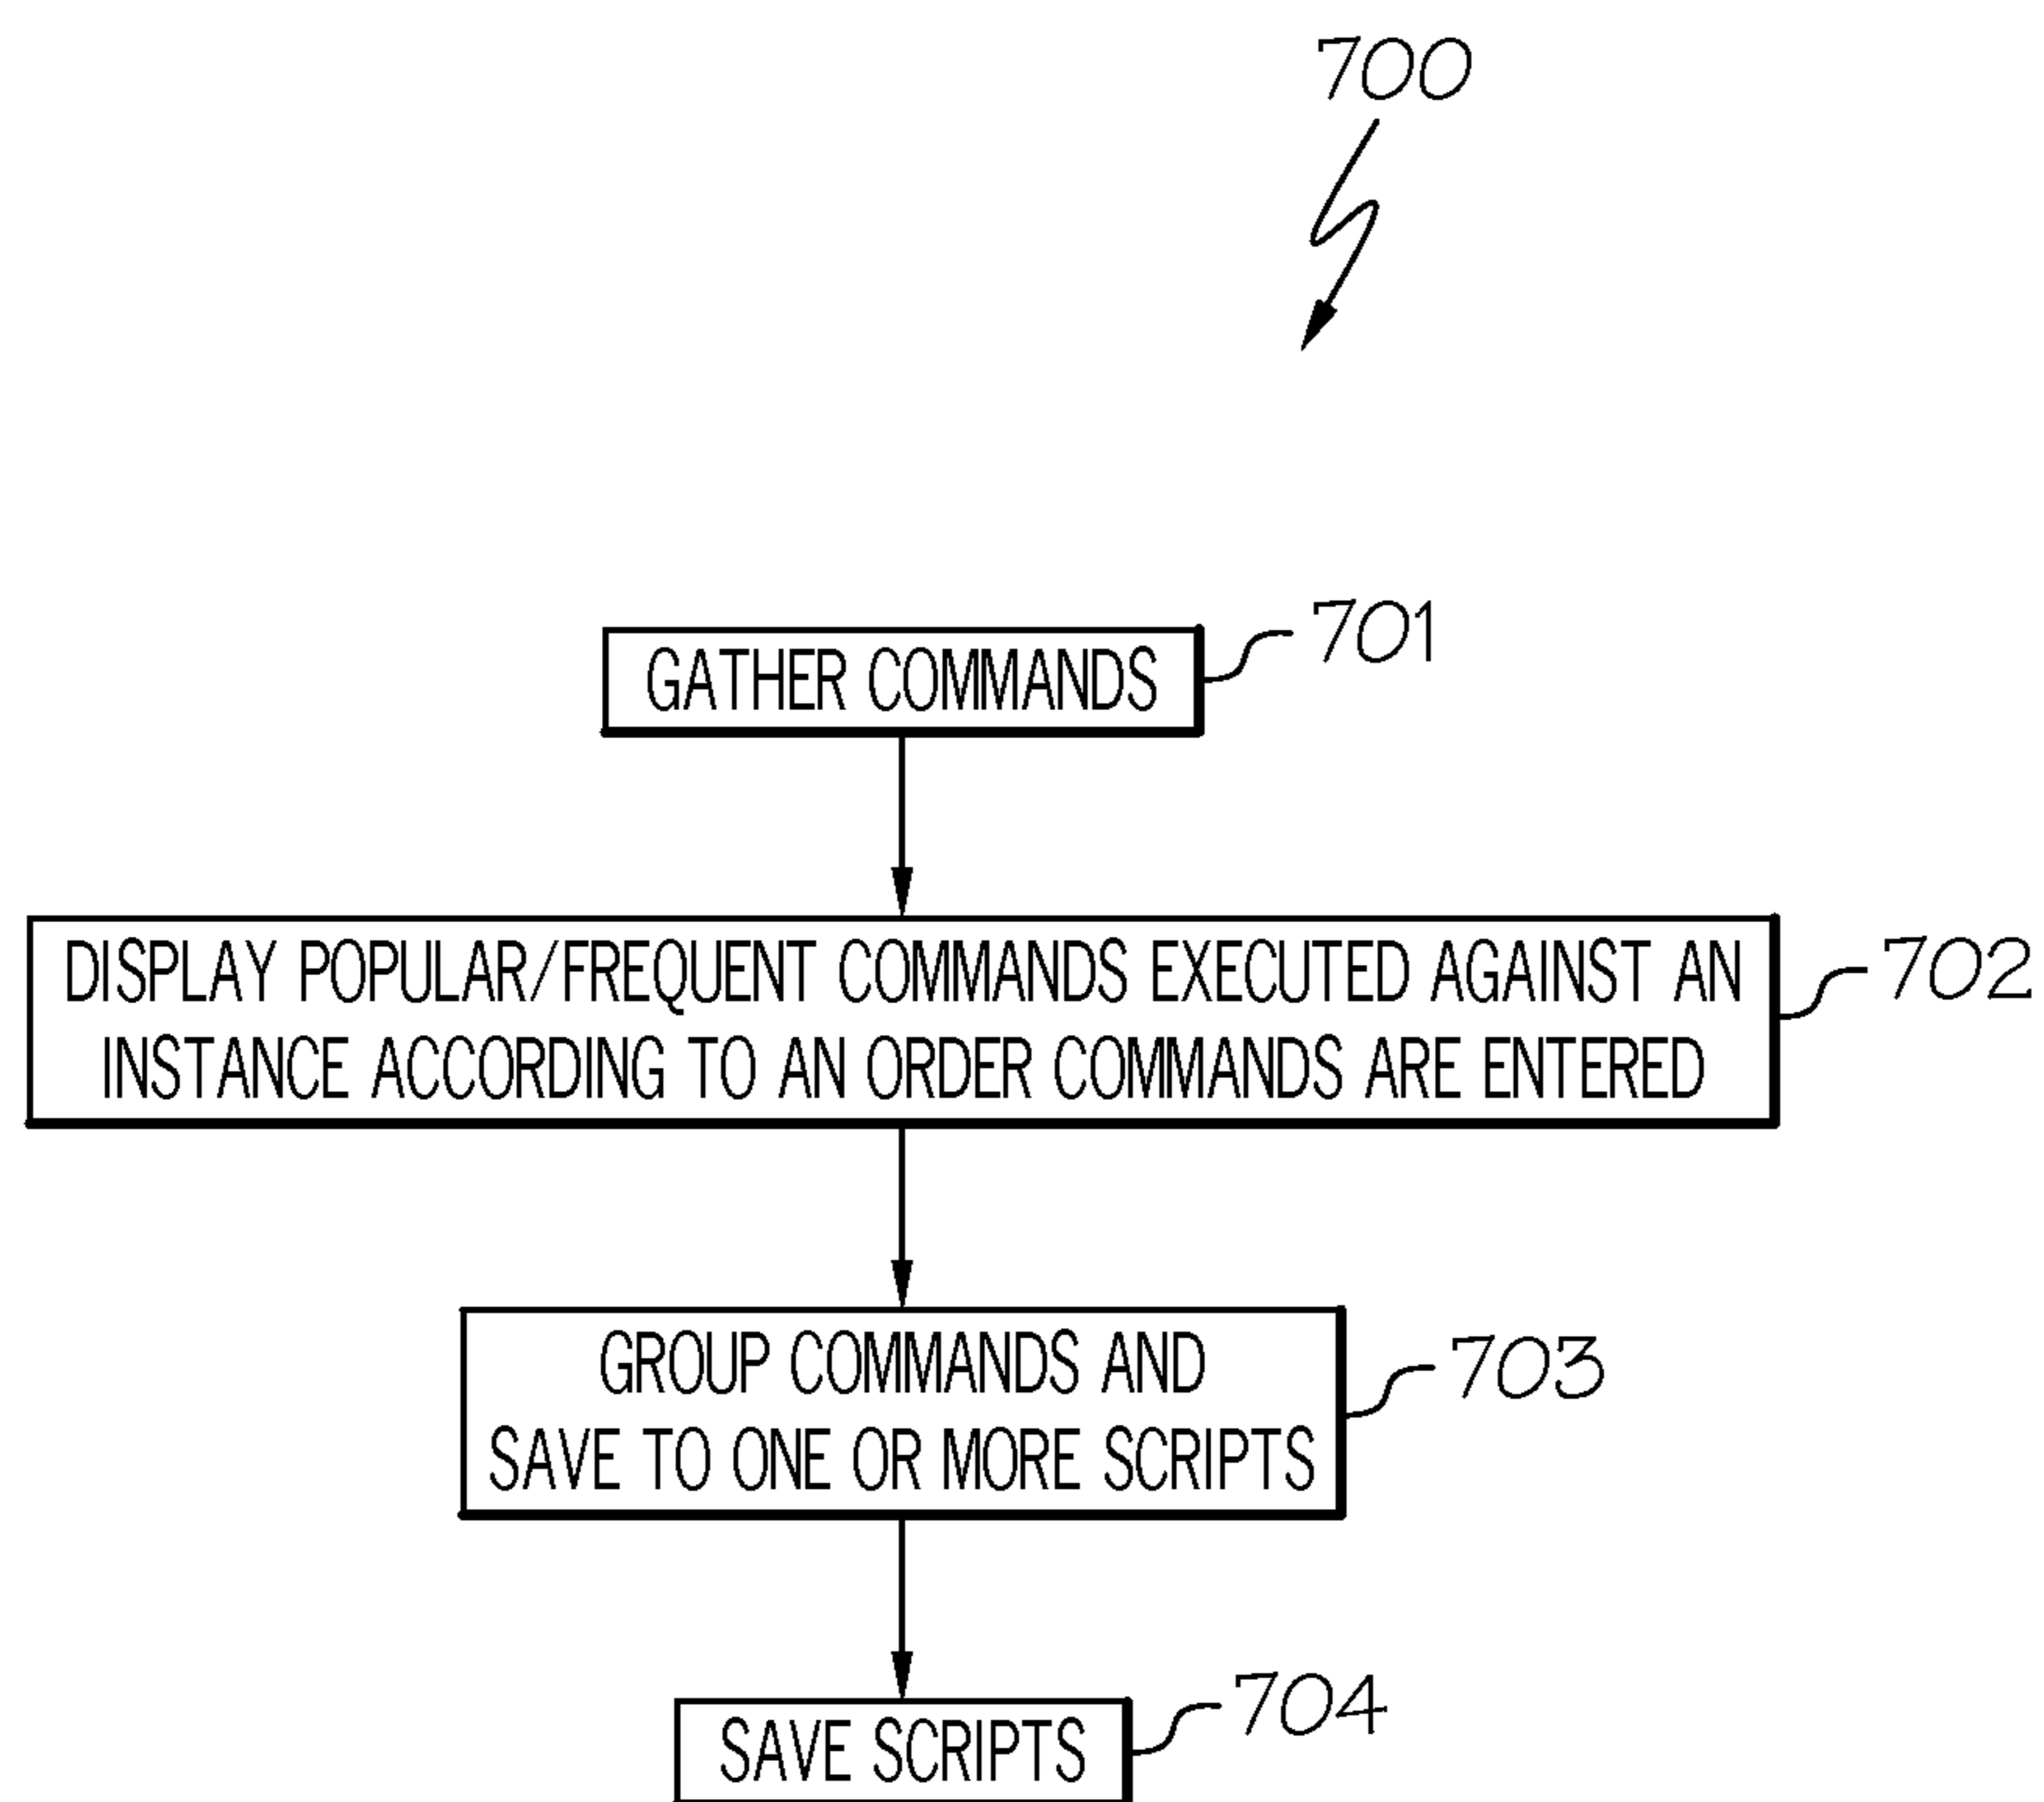 700
GATHER COMMANDS
701
DISPLAY POPULAR/FREQUENT COMMANDS EXECUTED AGAINST AN
INSTANCE ACCORDING TO AN ORDER COMMANDS ARE ENTERED
702
GROUP COMMANDS AND
SAVE TO ONE OR MORE SCRIPTS
703
SAVE SCRIPTS
704